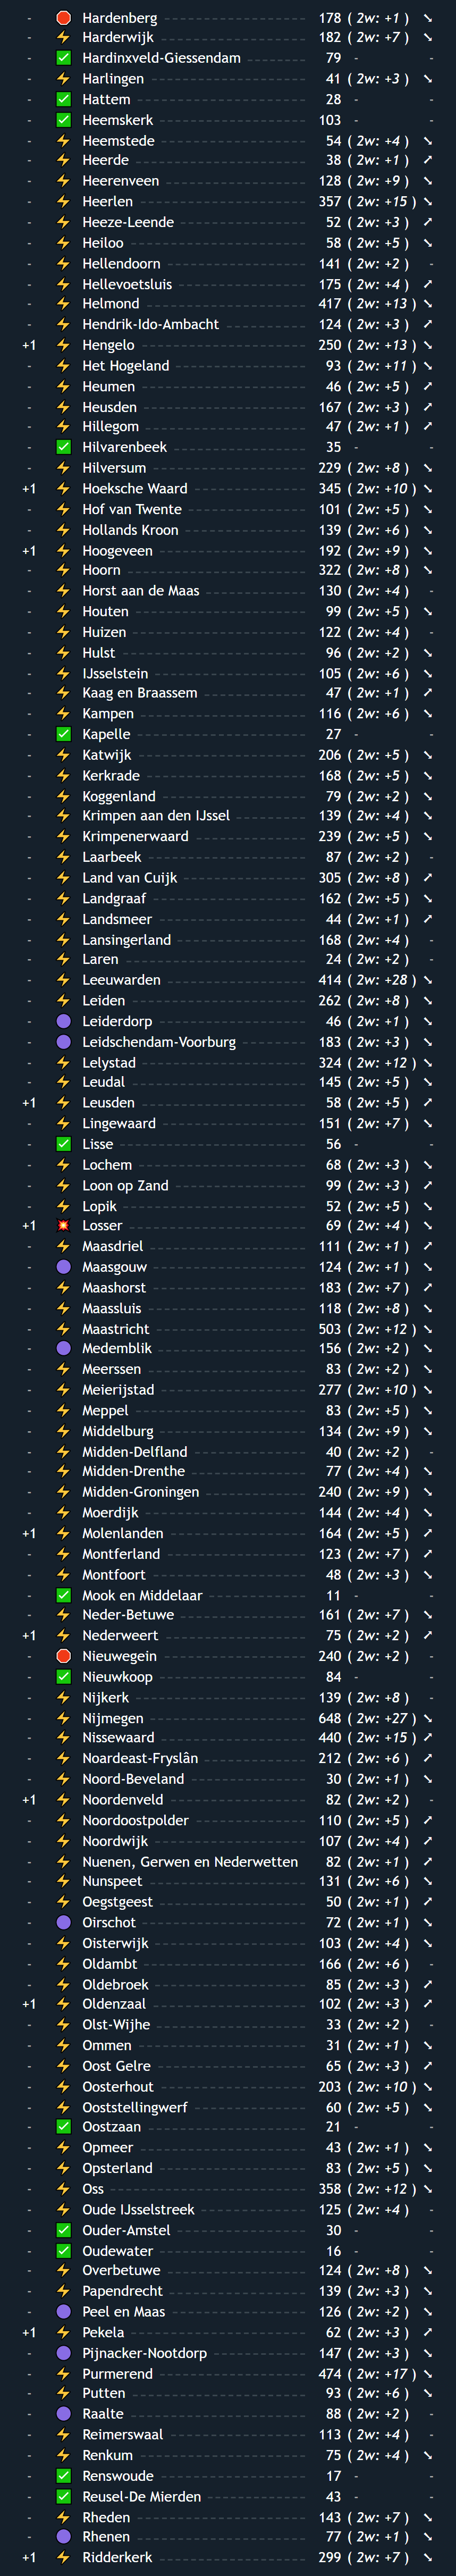 - Hardenberg 178 ( 2w: +1 ) ↘
- Harderwijk 182 ( 2w: +7 ) ↘
- Hardinxveld-Giessendam 79 - -
- Harlingen 41 ( 2w: +3 ) ↘
- Hattem 28 - -
- Heemskerk 103 - -
- Heemstede 54 ( 2w: +4 ) ↘
- Heerde 38 ( 2w: +1 ) ↗
- Heerenveen 128 ( 2w: +9 ) ↘
- Heerlen 357 ( 2w: +15 ) ↘
- Heeze-Leende 52 ( 2w: +3 ) ↗
- Heiloo 58 ( 2w: +5 ) ↘
- Hellendoorn 141 ( 2w: +2 ) -
- Hellevoetsluis 175 ( 2w: +4 ) ↗
- Helmond 417 ( 2w: +13 ) ↘
- Hendrik-Ido-Ambacht 124 ( 2w: +3 ) ↗
+1 Hengelo 250 ( 2w: +13 ) ↘
- Het Hogeland 93 ( 2w: +11 ) ↘
- Heumen 46 ( 2w: +5 ) ↗
- Heusden 167 ( 2w: +3 ) ↗
- Hillegom 47 ( 2w: +1 ) ↗
- Hilvarenbeek 35 - -
- Hilversum 229 ( 2w: +8 ) ↘
+1 Hoeksche Waard 345 ( 2w: +10 ) ↘
- Hof van Twente 101 ( 2w: +5 ) ↘
- Hollands Kroon 139 ( 2w: +6 ) ↘
+1 Hoogeveen 192 ( 2w: +9 ) ↘
- Hoorn 322 ( 2w: +8 ) ↘
- Horst aan de Maas 130 ( 2w: +4 ) -
- Houten 99 ( 2w: +5 ) ↘
- Huizen 122 ( 2w: +4 ) -
- Hulst 96 ( 2w: +2 ) ↘
- IJsselstein 105 ( 2w: +6 ) ↘
- Kaag en Braassem 47 ( 2w: +1 ) ↗
- Kampen 116 ( 2w: +6 ) ↘
- Kapelle 27 - -
- Katwijk 206 ( 2w: +5 ) ↘
- Kerkrade 168 ( 2w: +5 ) ↘
- Koggenland 79 ( 2w: +2 ) ↘
- Krimpen aan den IJssel 139 ( 2w: +4 ) ↘
- Krimpenerwaard 239 ( 2w: +5 ) ↘
- Laarbeek 87 ( 2w: +2 ) -
- Land van Cuijk 305 ( 2w: +8 ) ↗
- Landgraaf 162 ( 2w: +5 ) ↘
- Landsmeer 44 ( 2w: +1 ) ↗
- Lansingerland 168 ( 2w: +4 ) -
- Laren 24 ( 2w: +2 ) -
- Leeuwarden 414 ( 2w: +28 ) ↘
- Leiden 262 ( 2w: +8 ) ↘
- Leiderdorp 46 ( 2w: +1 ) ↘
- Leidschendam-Voorburg 183 ( 2w: +3 ) ↘
- Lelystad 324 ( 2w: +12 ) ↘
- Leudal 145 ( 2w: +5 ) ↘
+1 Leusden 58 ( 2w: +5 ) ↗
- Lingewaard 151 ( 2w: +7 ) ↘
- Lisse 56 - -
- Lochem 68 ( 2w: +3 ) ↘
- Loon op Zand 99 ( 2w: +3 ) ↗
- Lopik 52 ( 2w: +5 ) ↘
+1 Losser 69 ( 2w: +4 ) ↘
- Maasdriel 111 ( 2w: +1 ) ↗
- Maasgouw 124 ( 2w: +1 ) ↘
- Maashorst 183 ( 2w: +7 ) ↗
- Maassluis 118 ( 2w: +8 ) ↘
- Maastricht 503 ( 2w: +12 ) ↘
- Medemblik 156 ( 2w: +2 ) ↘
- Meerssen 83 ( 2w: +2 ) ↘
- Meierijstad 277 ( 2w: +10 ) ↘
- Meppel 83 ( 2w: +5 ) ↘
- Middelburg 134 ( 2w: +9 ) ↘
- Midden-Delfland 40 ( 2w: +2 ) -
- Midden-Drenthe 77 ( 2w: +4 ) ↘
- Midden-Groningen 240 ( 2w: +9 ) ↘
- Moerdijk 144 ( 2w: +4 ) ↘
+1 Molenlanden 164 ( 2w: +5 ) ↗
- Montferland 123 ( 2w: +7 ) ↗
- Montfoort 48 ( 2w: +3 ) ↘
- Mook en Middelaar 11 - -
- Neder-Betuwe 161 ( 2w: +7 ) ↘
+1 Nederweert 75 ( 2w: +2 ) ↗
- Nieuwegein 240 ( 2w: +2 ) -
- Nieuwkoop 84 - -
- Nijkerk 139 ( 2w: +8 ) -
- Nijmegen 648 ( 2w: +27 ) ↘
- Nissewaard 440 ( 2w: +15 ) ↗
- Noardeast-Fryslân 212 ( 2w: +6 ) ↗
- Noord-Beveland 30 ( 2w: +1 ) ↘
+1 Noordenveld 82 ( 2w: +2 ) -
- Noordoostpolder 110 ( 2w: +5 ) ↗
- Noordwijk 107 ( 2w: +4 ) ↗
- Nuenen, Gerwen en Nederwetten 82 ( 2w: +1 ) ↗
- Nunspeet 131 ( 2w: +6 ) ↘
- Oegstgeest 50 ( 2w: +1 ) ↗
- Oirschot 72 ( 2w: +1 ) ↘
- Oisterwijk 103 ( 2w: +4 ) ↘
- Oldambt 166 ( 2w: +6 ) -
- Oldebroek 85 ( 2w: +3 ) ↗
+1 Oldenzaal 102 ( 2w: +3 ) ↗
- Olst-Wijhe 33 ( 2w: +2 ) -
- Ommen 31 ( 2w: +1 ) ↘
- Oost Gelre 65 ( 2w: +3 ) ↗
- Oosterhout 203 ( 2w: +10 ) ↘
- Ooststellingwerf 60 ( 2w: +5 ) ↘
- Oostzaan 21 - -
- Opmeer 43 ( 2w: +1 ) ↘
- Opsterland 83 ( 2w: +5 ) ↘
- Oss 358 ( 2w: +12 ) ↘
- Oude IJsselstreek 125 ( 2w: +4 ) -
- Ouder-Amstel 30 - -
- Oudewater 16 - -
- Overbetuwe 124 ( 2w: +8 ) ↘
- Papendrecht 139 ( 2w: +3 ) ↘
- Peel en Maas 126 ( 2w: +2 ) ↘
+1 Pekela 62 ( 2w: +3 ) ↗
- Pijnacker-Nootdorp 147 ( 2w: +3 ) ↘
- Purmerend 474 ( 2w: +17 ) ↘
- Putten 93 ( 2w: +6 ) ↘
- Raalte 88 ( 2w: +2 ) -
- Reimerswaal 113 ( 2w: +4 ) -
- Renkum 75 ( 2w: +4 ) ↘
- Renswoude 17 - -
- Reusel-De Mierden 43 - -
- Rheden 143 ( 2w: +7 ) ↘
- Rhenen 77 ( 2w: +1 ) ↘
+1 Ridderkerk 299 ( 2w: +7 ) ↘